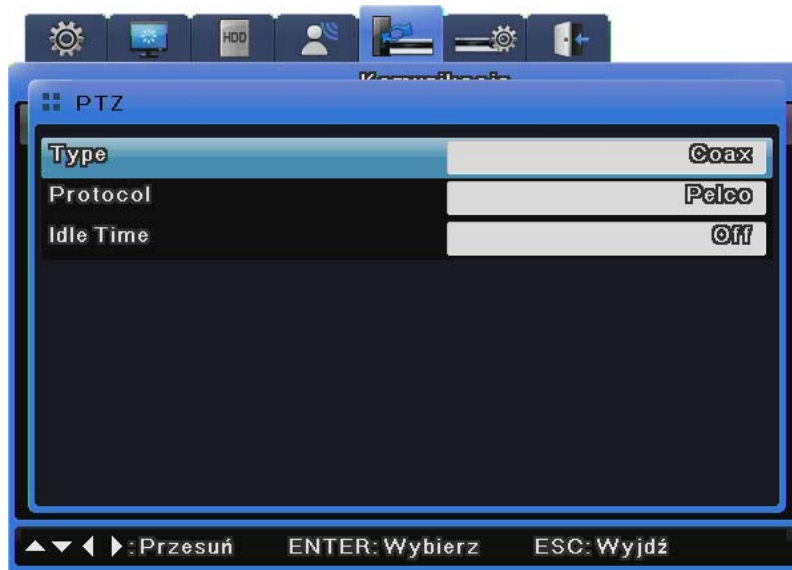 HDD
PTZ
Type Coax
Protocol Pelco
Idle Time Off
:Przesuń ENTER:Wybierz ESC:Wyjdź